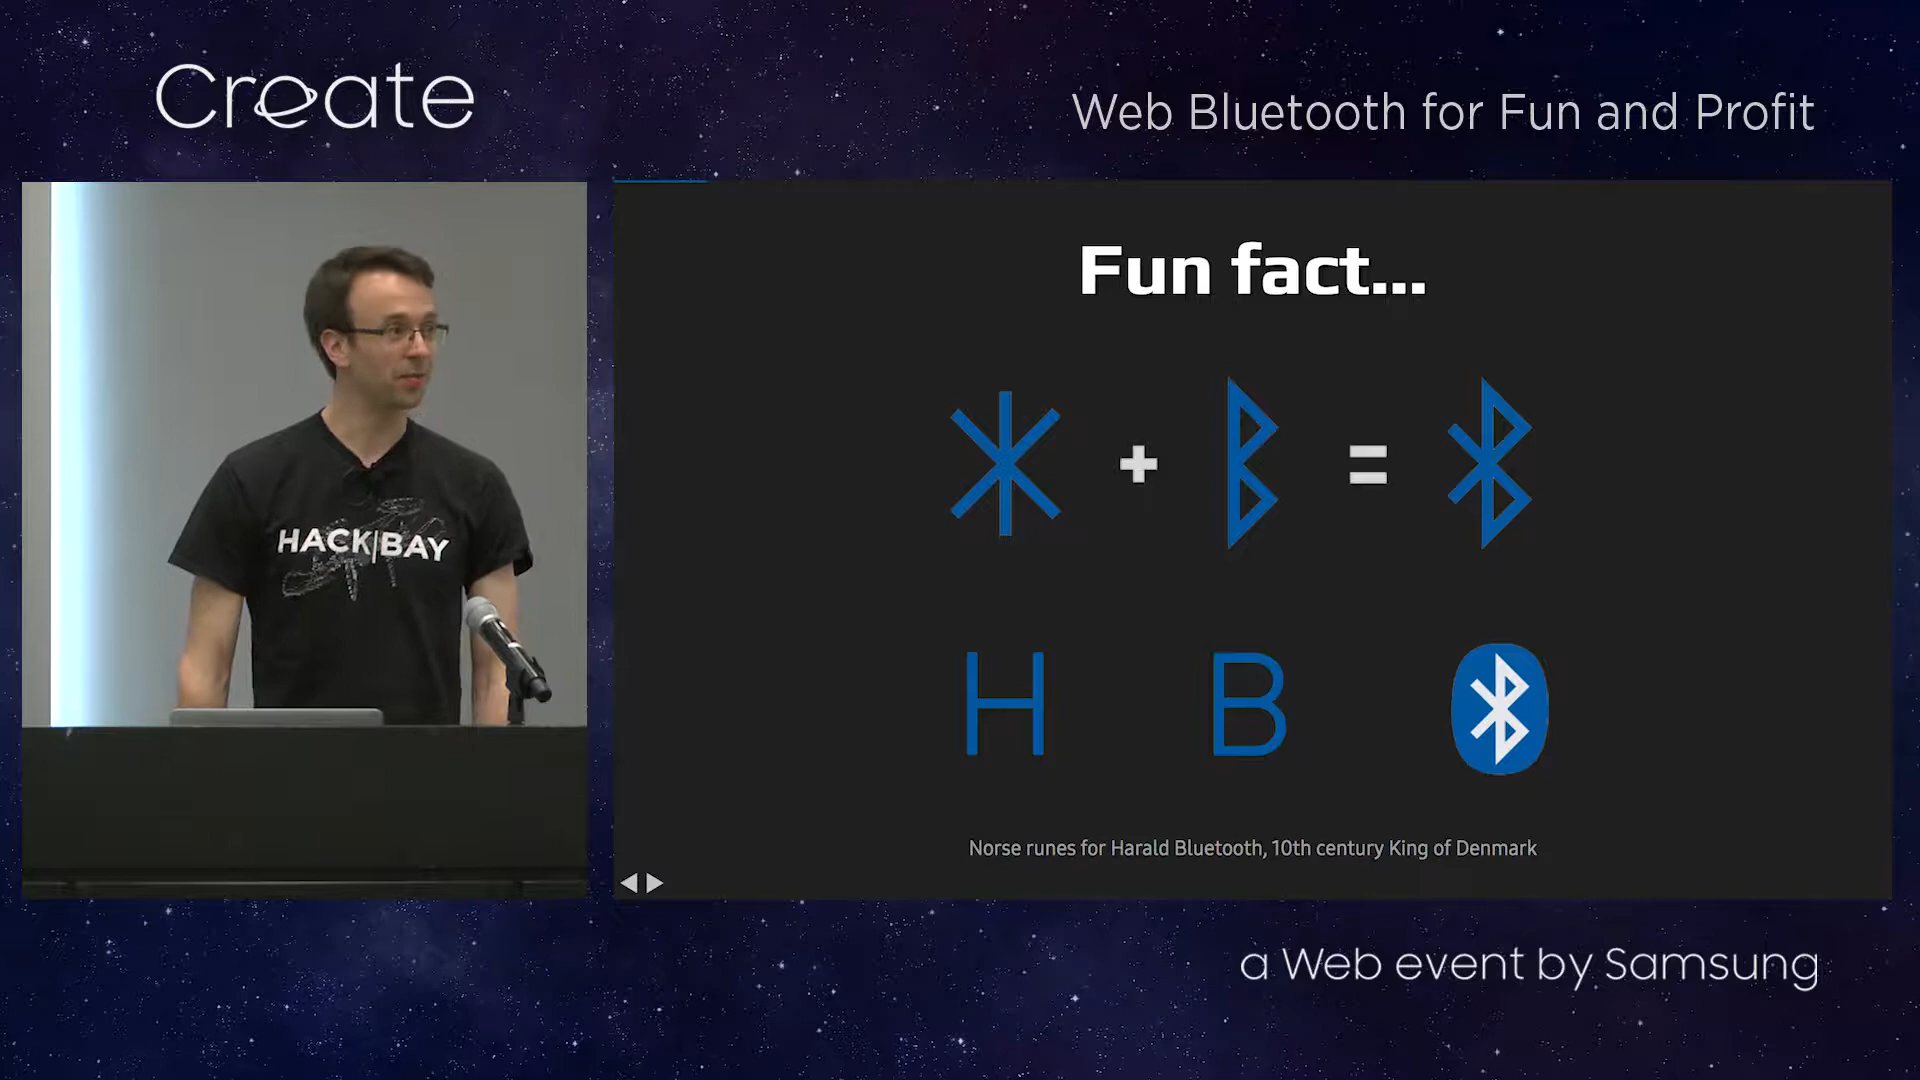 Create
Web Bluetooth for Fun and Profit
Fun fact...
HACK|BAY
ᚼ + ᛒ =
H B
Norse runes for Harald Bluetooth, 10th century King of Denmark
a Web event by Samsung